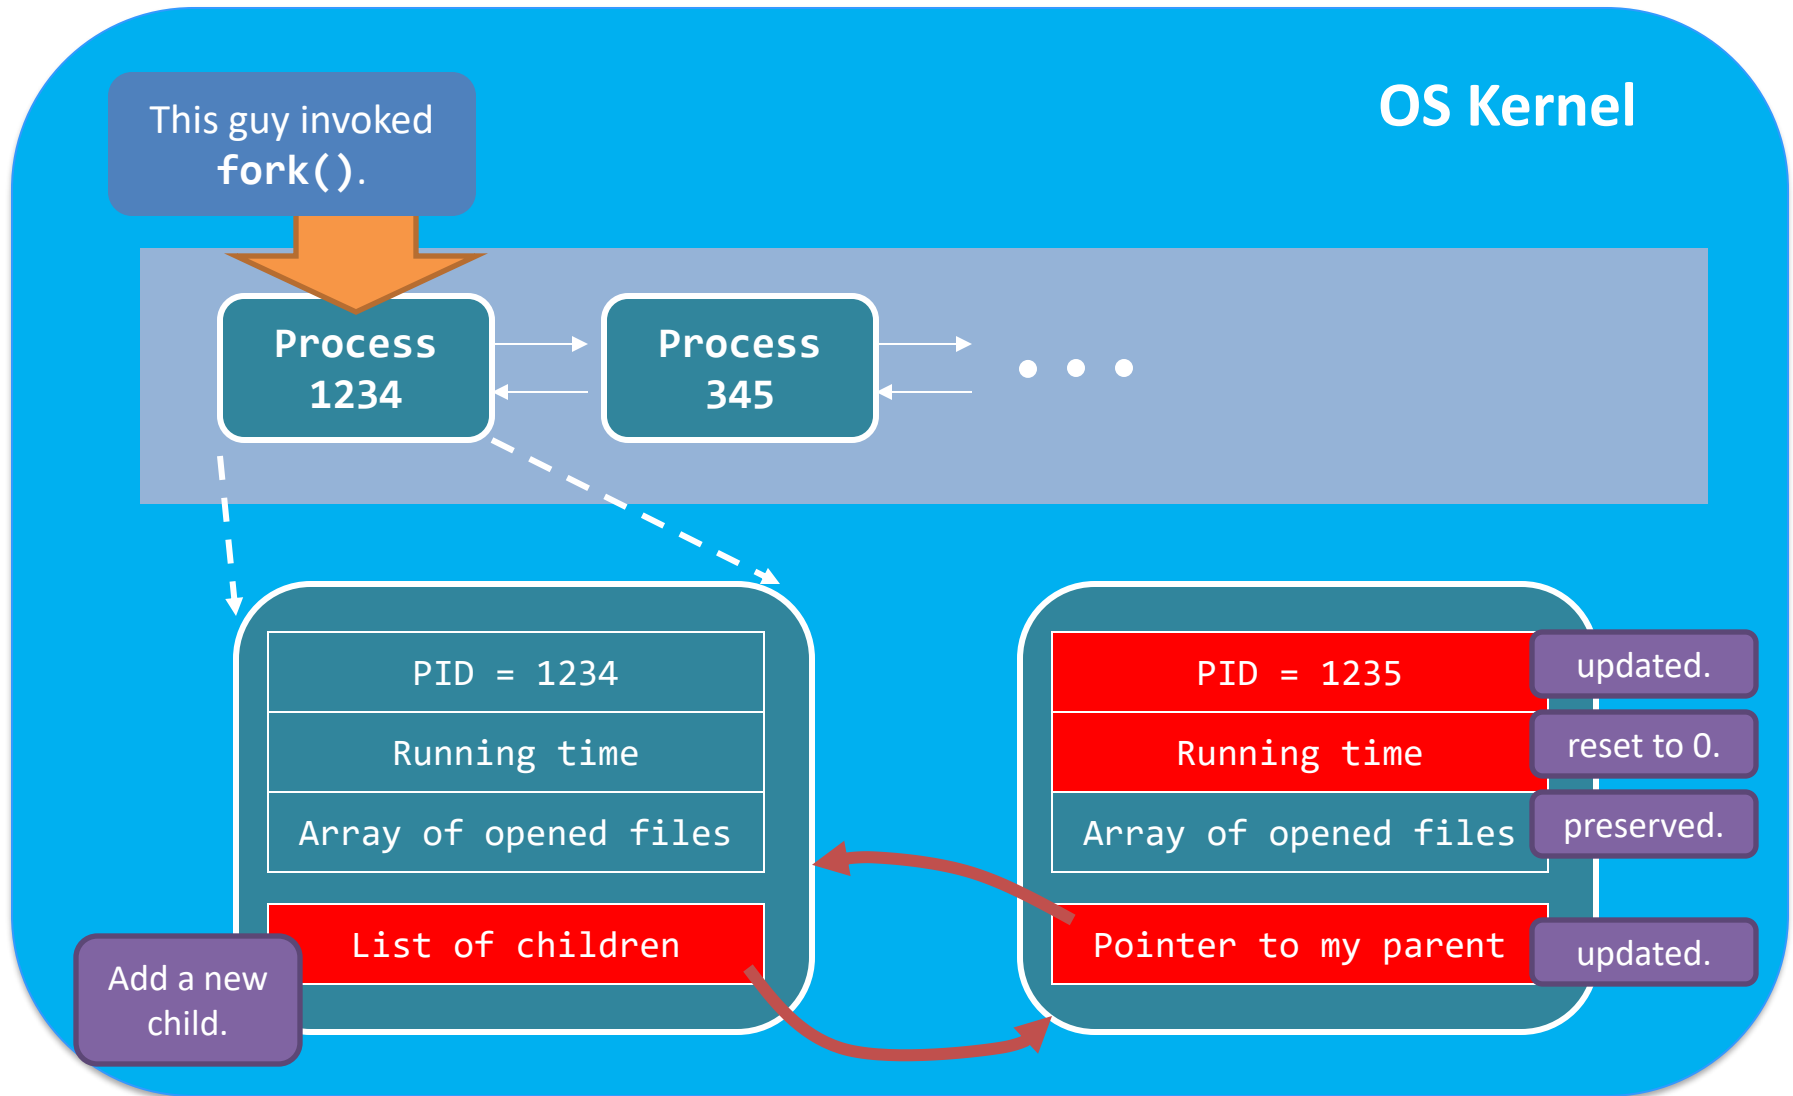 OS Kernel
This guy invoked
fork().
Process
1234
Process
345
PID = 1234
Running time
Array of opened files
List of children
Add a new
child.
PID = 1235
updated.
Running time
reset to 0.
Array of opened files
preserved.
Pointer to my parent
updated.